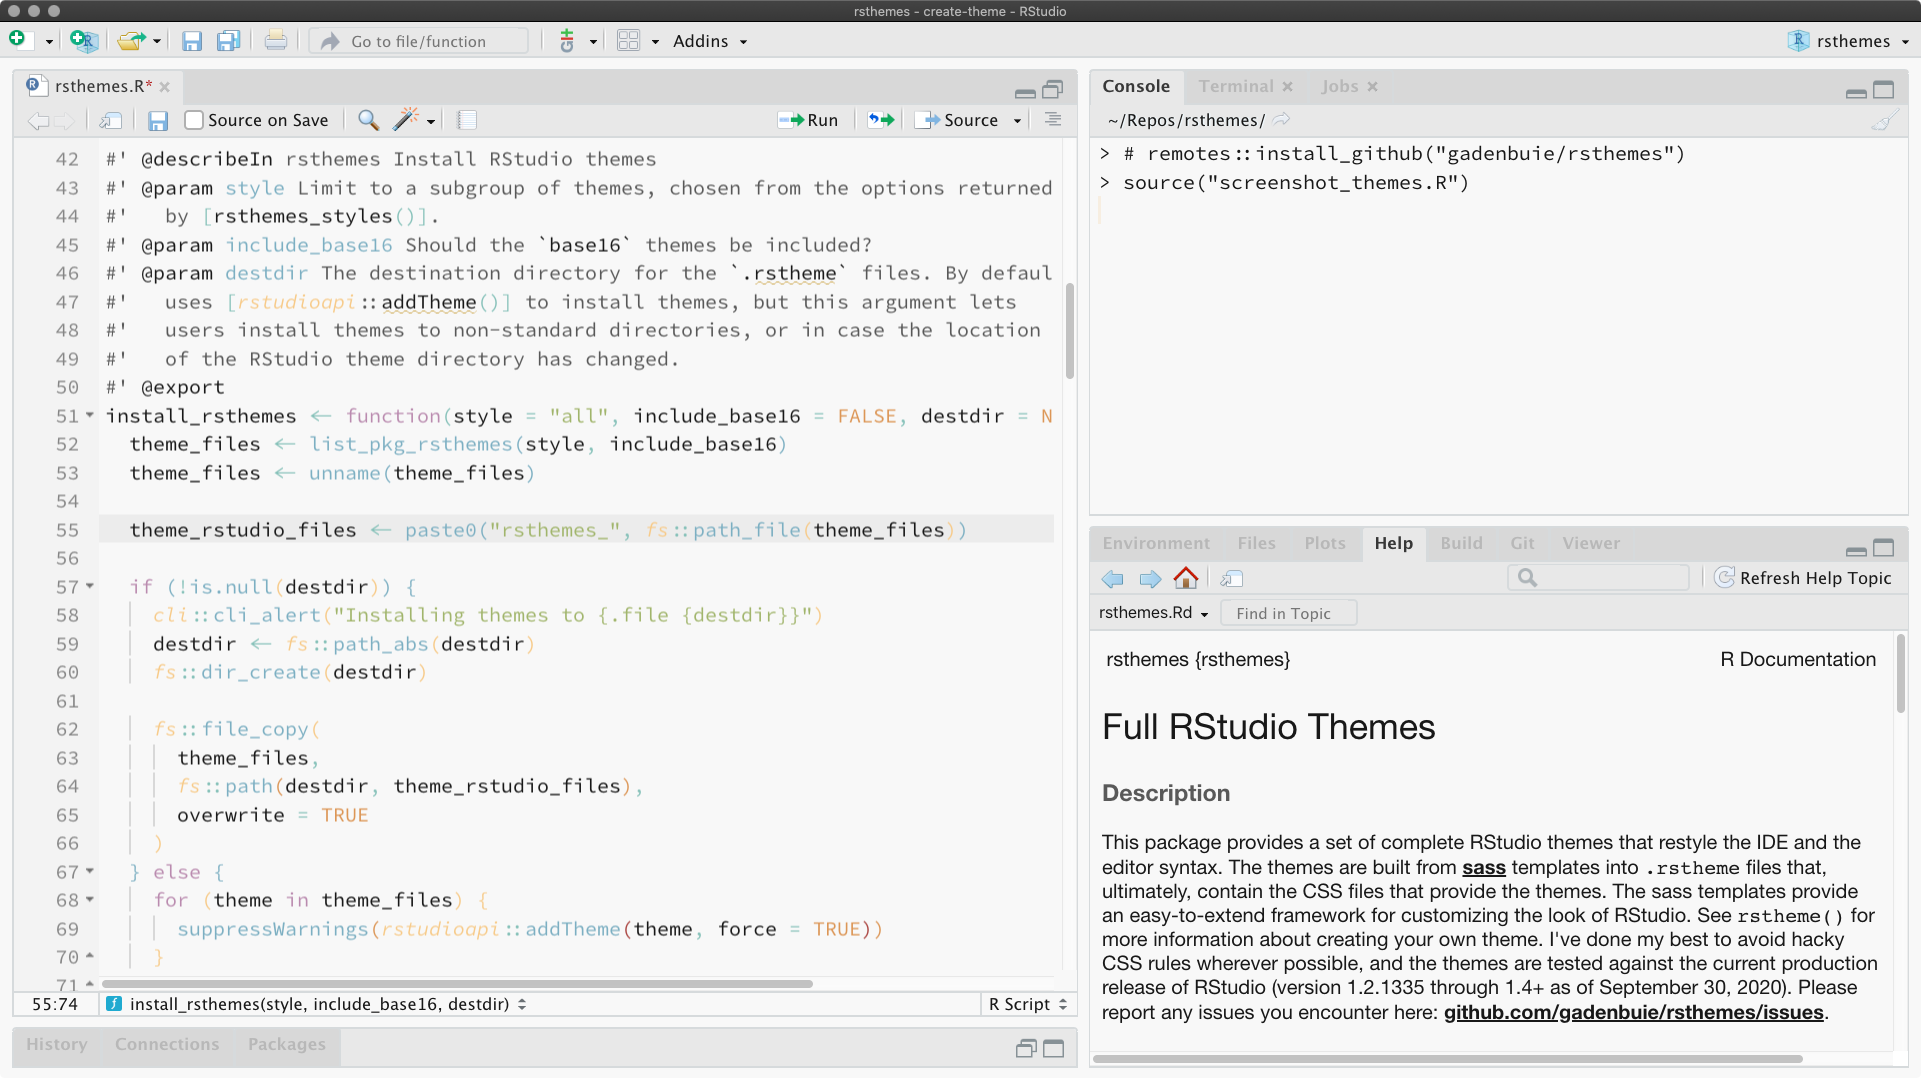 rsthemes - create-theme - RStudio
Go to file/function
Addins
rsthemes
rsthemes.R*
Source on Save
Run
Source
42 #' @describeIn rsthemes Install RStudio themes
43 #' @param style Limit to a subgroup of themes, chosen from the options returned
44 #'   by [rsthemes_styles()].
45 #' @param include_base16 Should the `base16` themes be included?
46 #' @param destdir The destination directory for the `.rstheme` files. By defaul
47 #'   uses [rstudioapi::addTheme()] to install themes, but this argument lets
48 #'   users install themes to non-standard directories, or in case the location
49 #'   of the RStudio theme directory has changed.
50 #' @export
51 install_rsthemes <- function(style = "all", include_base16 = FALSE, destdir = N
52   theme_files <- list_pkg_rsthemes(style, include_base16)
53   theme_files <- unname(theme_files)
54
55   theme_rstudio_files <- paste0("rsthemes_", fs::path_file(theme_files))
56
57   if (!is.null(destdir)) {
58     cli::cli_alert("Installing themes to {.file {destdir}}")
59     destdir <- fs::path_abs(destdir)
60     fs::dir_create(destdir)
61
62     fs::file_copy(
63       theme_files,
64       fs::path(destdir, theme_rstudio_files),
65       overwrite = TRUE
66     )
67   } else {
68     for (theme in theme_files) {
69       suppressWarnings(rstudioapi::addTheme(theme, force = TRUE))
70     }
71
55:74 install_rsthemes(style, include_base16, destdir) R Script
History Connections Packages
Console Terminal Jobs
~/Repos/rsthemes/
> # remotes::install_github("gadenbuie/rsthemes")
> source("screenshot_themes.R")
Environment Files Plots Help Build Git Viewer
Refresh Help Topic
rsthemes.Rd Find in Topic
rsthemes {rsthemes} R Documentation
Full RStudio Themes
Description
This package provides a set of complete RStudio themes that restyle the IDE and the
editor syntax. The themes are built from sass templates into .rstheme files that,
ultimately, contain the CSS files that provide the themes. The sass templates provide
an easy-to-extend framework for customizing the look of RStudio. See rstheme() for
more information about creating your own theme. I've done my best to avoid hacky
CSS rules wherever possible, and the themes are tested against the current production
release of RStudio (version 1.2.1335 through 1.4+ as of September 30, 2020). Please
report any issues you encounter here: github.com/gadenbuie/rsthemes/issues.